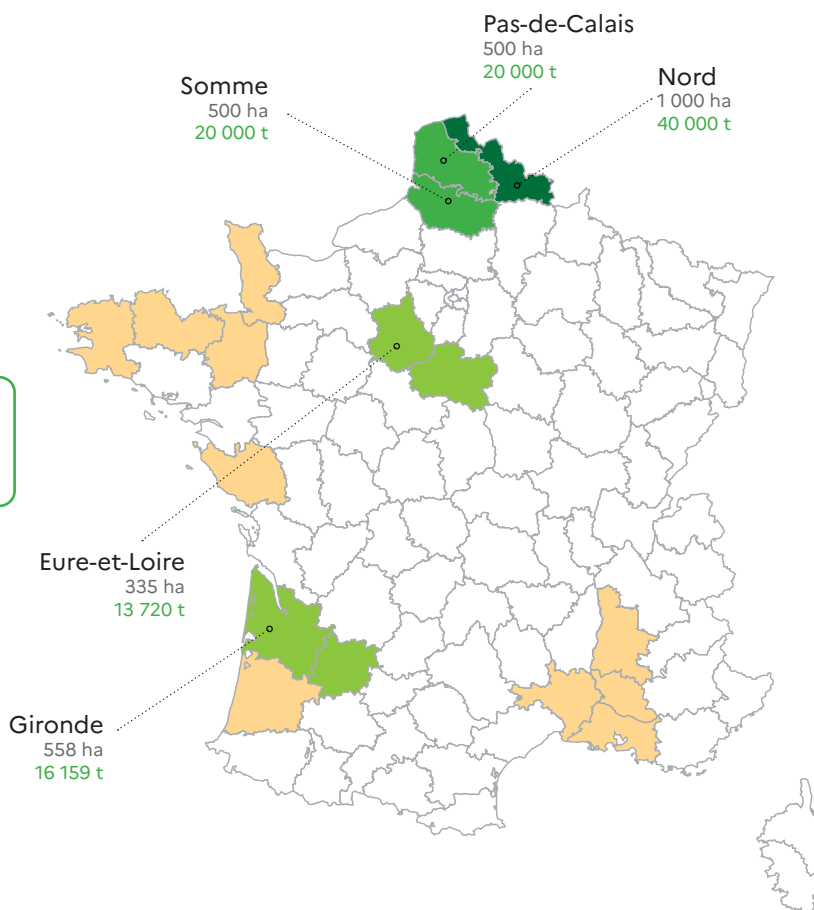 Pas-de-Calais
500 ha
20 000 t
Somme
500 ha
20 000 t
Nord
1 000 ha
40 000 t
Eure-et-Loire
335 ha
13 720 t
Gironde
558 ha
16 159 t